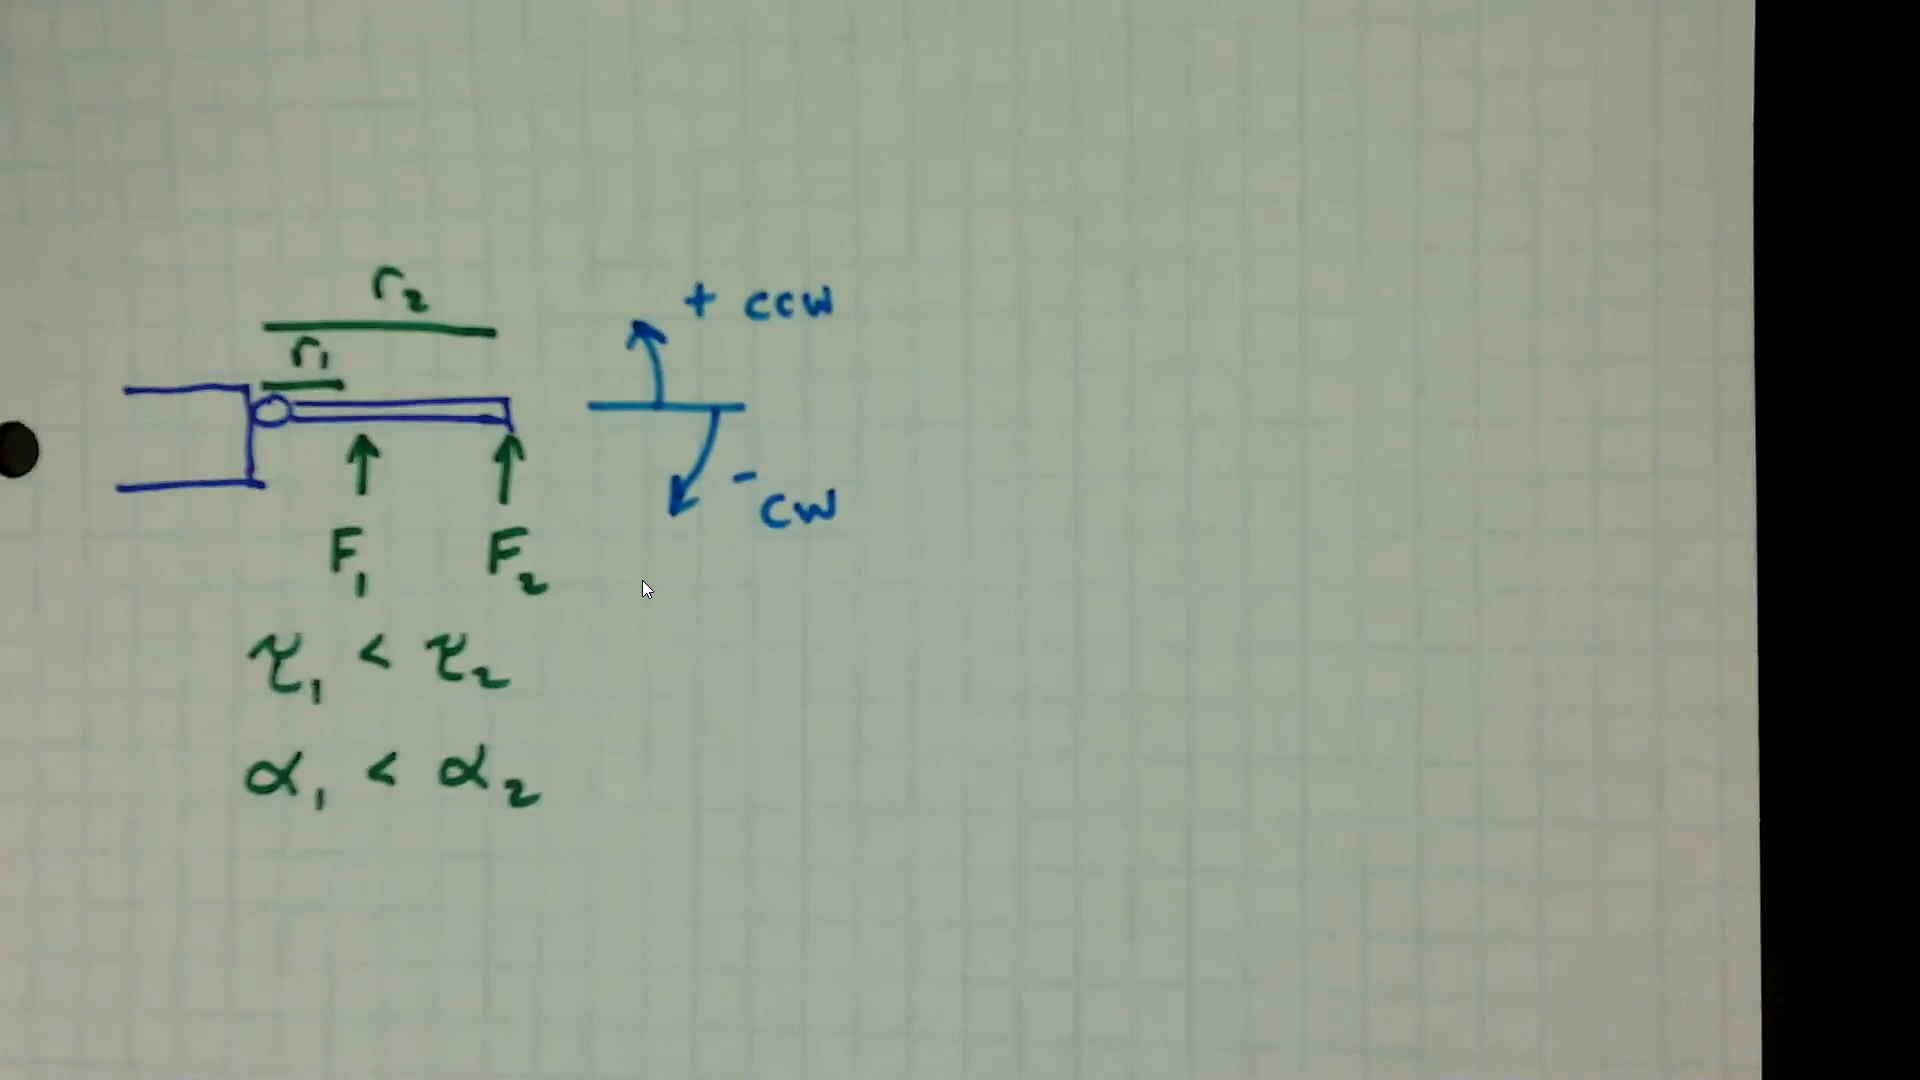 r₂
r₁
+ ccw
- cw
F₁ F₂
τ₁ < τ₂
α₁ < α₂